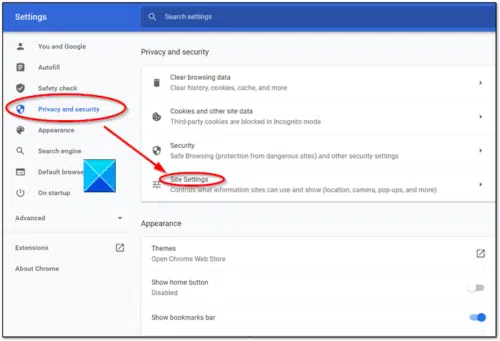 Settings
Search settings
You and Google
Autofill
Safety check
Privacy and security
Appearance
Search engine
Default browse
On startup
Advanced
Extensions
About Chrome
Privacy and security
Clear browsing data
Clear history, cookies, cache, and more
Cookies and other site data
Third-party cookies are blocked in Incognito mode
Security
Safe Browsing (protection from dangerous sites) and other security settings
Site Settings
Controls what information sites can use and show (location, camera, pop-ups, and more)
Appearance
Themes
Open Chrome Web Store
Show home button
Disabled
Show bookmarks bar